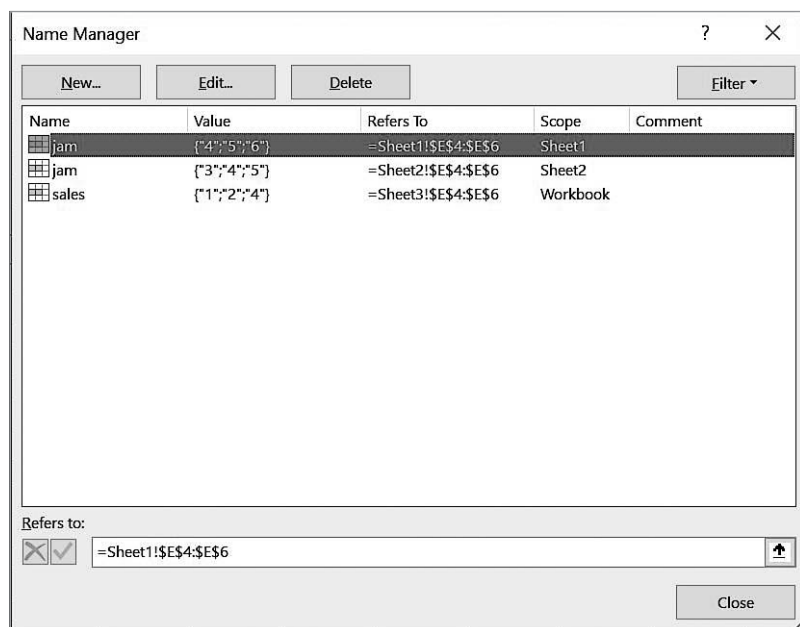 Name Manager ?
New... Edit... Delete Filter
Name Value Refers To Scope Comment
jam {"4";"5";"6"} =Sheet1!$E$4:$E$6 Sheet1
jam {"3";"4";"5"} =Sheet2!$E$4:$E$6 Sheet2
sales {"1";"2";"4"} =Sheet3!$E$4:$E$6 Workbook
Refers to:
=Sheet1!$E$4:$E$6
Close